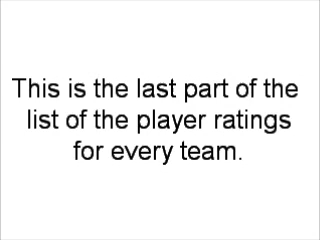 This is the last part of the
list of the player ratings
for every team.